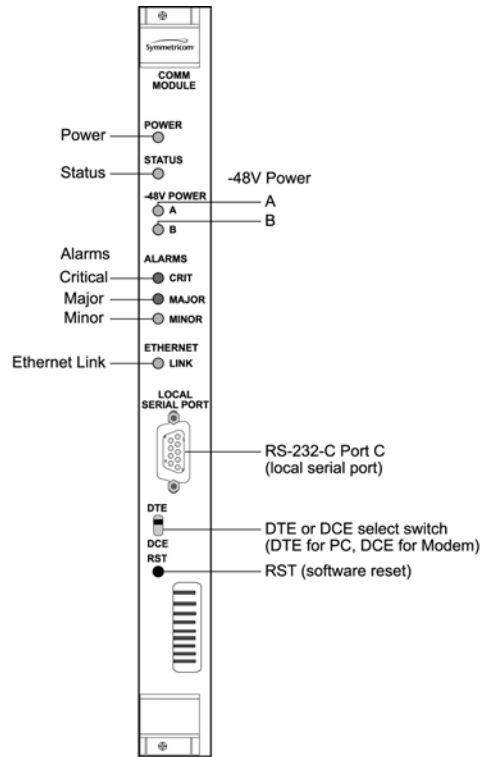 Symmetricom
COMM
MODULE
Power
POWER
Status
STATUS
-48V Power
-48V POWER
A
A
B
B
Alarms
ALARMS
Critical
CRIT
Major
MAJOR
Minor
MINOR
ETHERNET
Ethernet Link
LINK
LOCAL
SERIAL PORT
RS-232-C Port C
(local serial port)
DTE
DTE or DCE select switch
(DTE for PC, DCE for Modem)
DCE
RST
RST (software reset)